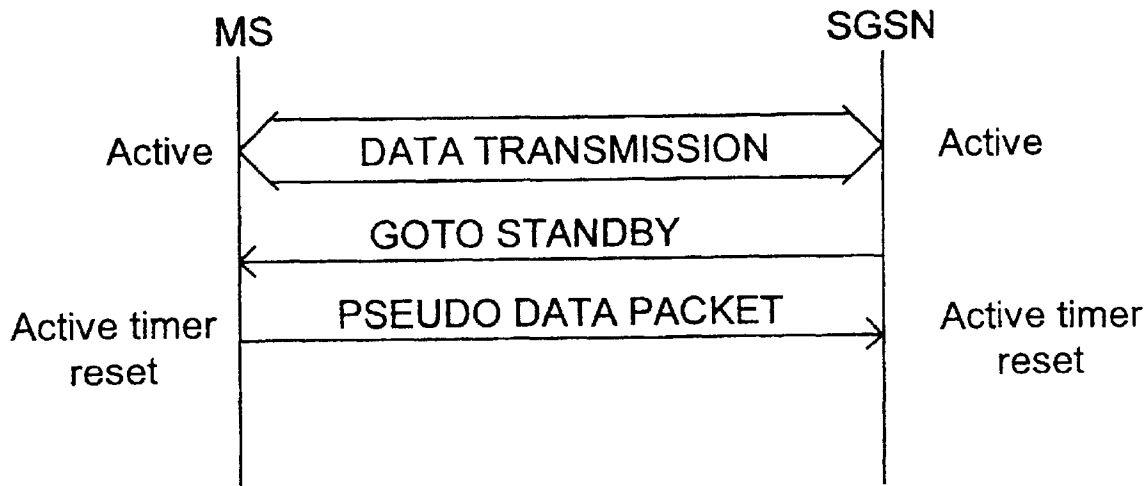 MS
SGSN
Active
DATA TRANSMISSION
Active
GOTO STANDBY
Active timer
reset
PSEUDO DATA PACKET
Active timer
reset